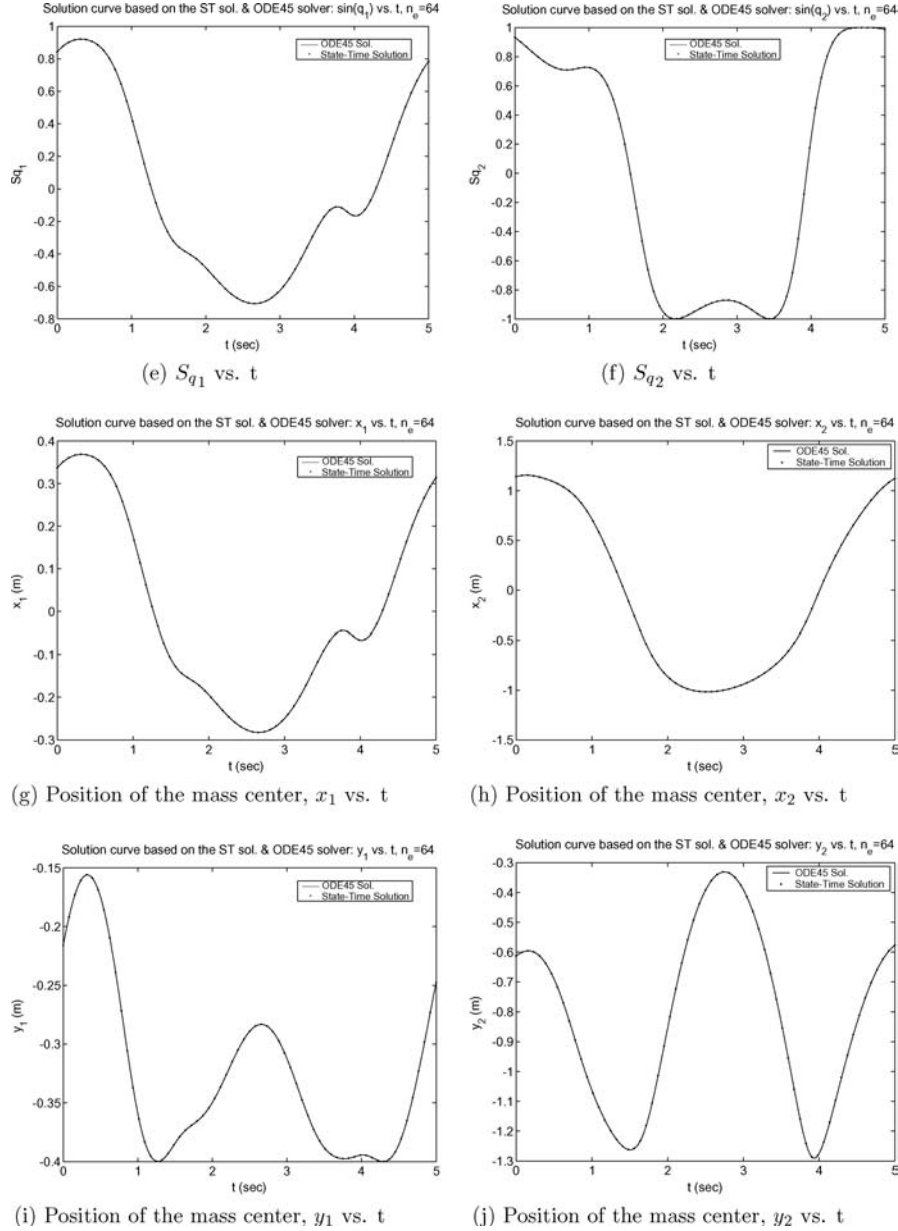 Solution curve based on the ST sol. & ODE45 solver: sin(q1) vs. t, ne=64
ODE45 Sol.
State-Time Solution
1
0.8
0.6
0.4
0.2
0
-0.2
-0.4
-0.6
-0.8
Sq1
0 1 2 3 4 5
t (sec)
(e) Sq1 vs. t
Solution curve based on the ST sol. & ODE45 solver: sin(q2) vs. t, ne=64
ODE45 Sol.
State-Time Solution
1
0.8
0.6
0.4
0.2
0
-0.2
-0.4
-0.6
-0.8
-1
Sq2
0 1 2 3 4 5
t (sec)
(f) Sq2 vs. t
Solution curve based on the ST sol. & ODE45 solver: x1 vs. t, ne=64
ODE45 Sol.
State-Time Solution
0.4
0.3
0.2
0.1
0
-0.1
-0.2
-0.3
x1 (m)
0 1 2 3 4 5
t (sec)
(g) Position of the mass center, x1 vs. t
Solution curve based on the ST sol. & ODE45 solver: x2 vs. t, ne=64
ODE45 Sol.
State-Time Solution
1.5
1
0.5
0
-0.5
-1
-1.5
x2 (m)
0 1 2 3 4 5
t (sec)
(h) Position of the mass center, x2 vs. t
Solution curve based on the ST sol. & ODE45 solver: y1 vs. t, ne=64
ODE45 Sol.
State-Time Solution
-0.15
-0.2
-0.25
-0.3
-0.35
-0.4
y1 (m)
0 1 2 3 4 5
t (sec)
(i) Position of the mass center, y1 vs. t
Solution curve based on the ST sol. & ODE45 solver: y2 vs. t, ne=64
ODE45 Sol.
State-Time Solution
-0.3
-0.4
-0.5
-0.6
-0.7
-0.8
-0.9
-1
-1.1
-1.2
-1.3
y2 (m)
0 1 2 3 4 5
t (sec)
(j) Position of the mass center, y2 vs. t